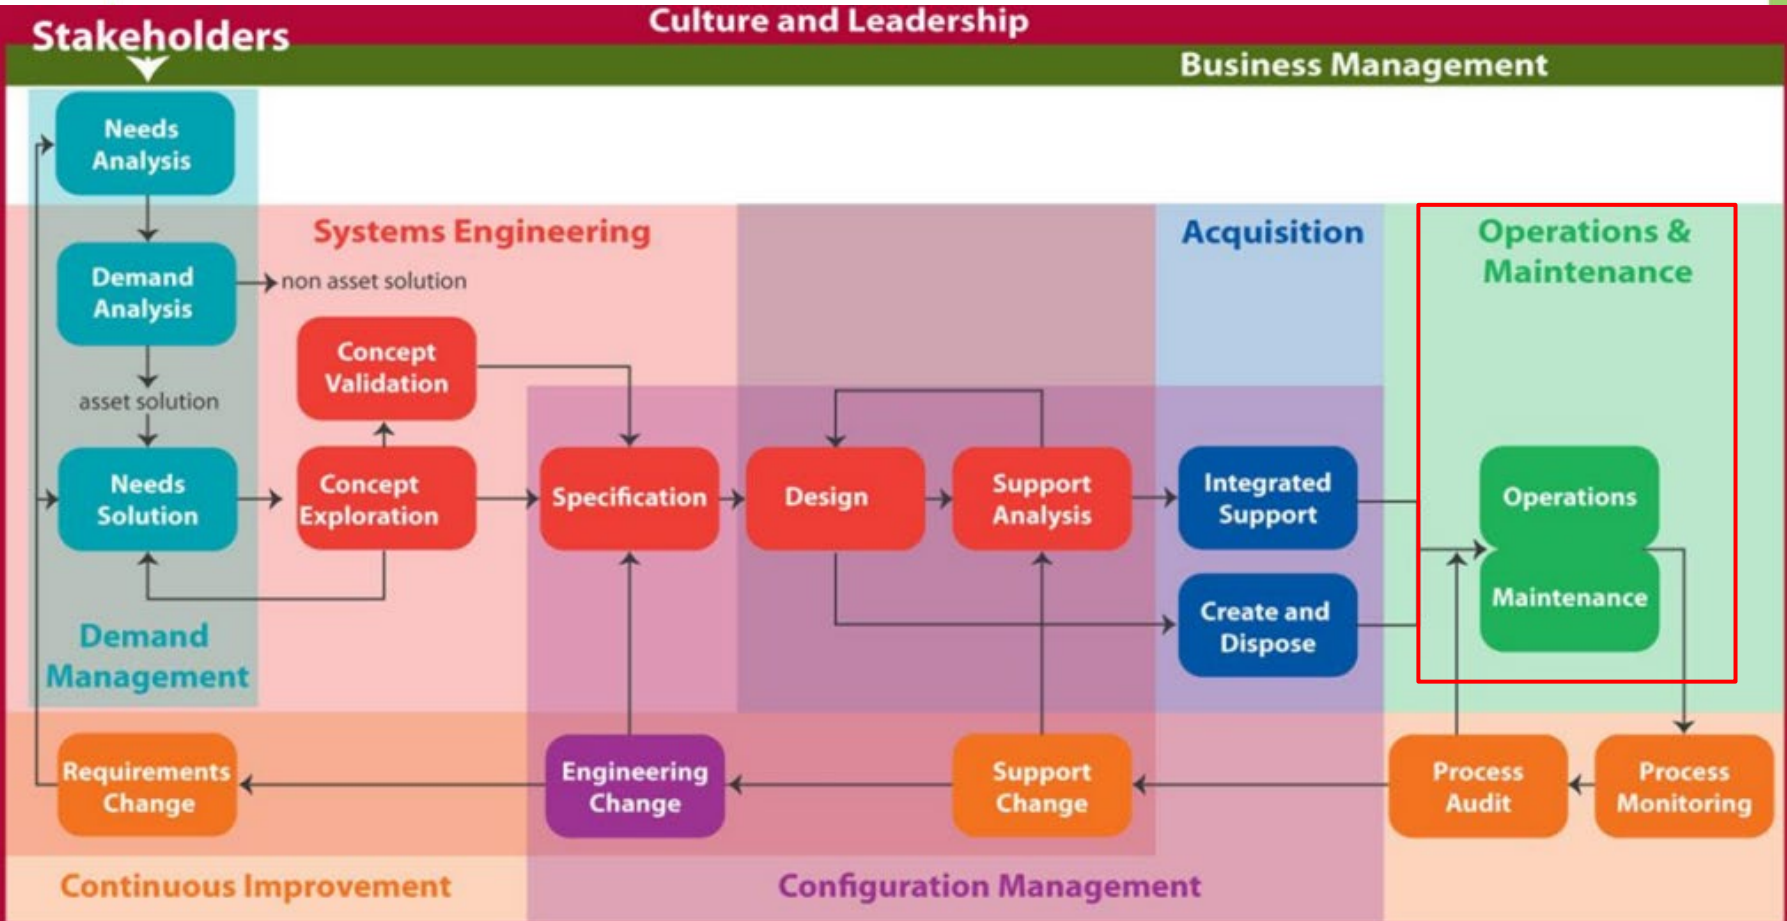 Culture and Leadership
Stakeholders
Business Management
Needs
Analysis
Systems Engineering
Acquisition
Operations &
Maintenance
Demand
Analysis
non asset solution
Concept
Validation
asset solution
Needs
Solution
Concept
Exploration
Specification
Design
Support
Analysis
Integrated
Support
Operations
Maintenance
Create and
Dispose
Demand
Management
Requirements
Change
Engineering
Change
Support
Change
Process
Audit
Process
Monitoring
Continuous Improvement
Configuration Management